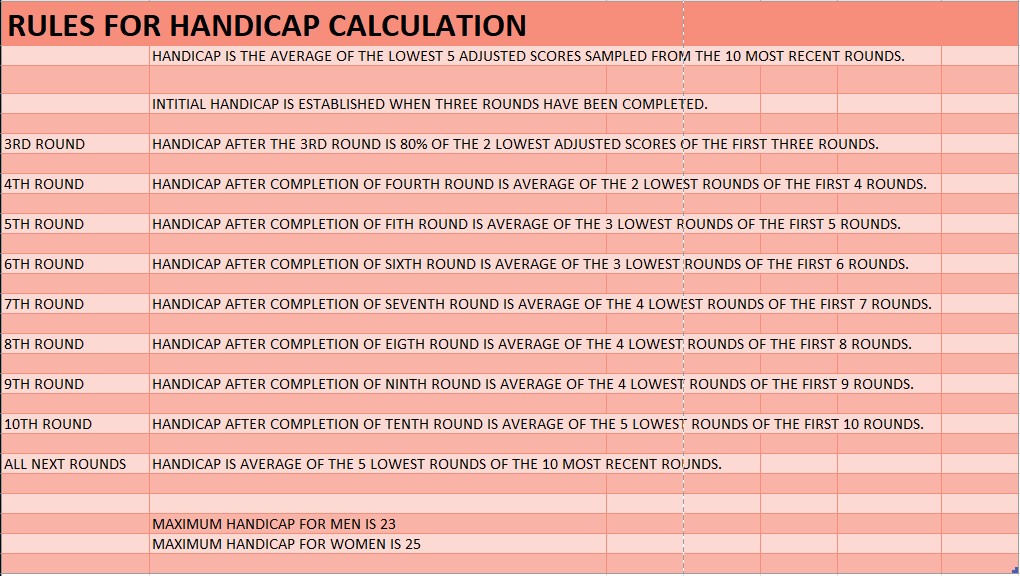 RULES FOR HANDICAP CALCULATION
HANDICAP IS THE AVERAGE OF THE LOWEST 5 ADJUSTED SCORES SAMPLED FROM THE 10 MOST RECENT ROUNDS.
INTITIAL HANDICAP IS ESTABLISHED WHEN THREE ROUNDS HAVE BEEN COMPLETED.
3RD ROUND HANDICAP AFTER THE 3RD ROUND IS 80% OF THE 2 LOWEST ADJUSTED SCORES OF THE FIRST THREE ROUNDS.
4TH ROUND HANDICAP AFTER COMPLETION OF FOURTH ROUND IS AVERAGE OF THE 2 LOWEST ROUNDS OF THE FIRST 4 ROUNDS.
5TH ROUND HANDICAP AFTER COMPLETION OF FITH ROUND IS AVERAGE OF THE 3 LOWEST ROUNDS OF THE FIRST 5 ROUNDS.
6TH ROUND HANDICAP AFTER COMPLETION OF SIXTH ROUND IS AVERAGE OF THE 3 LOWEST ROUNDS OF THE FIRST 6 ROUNDS.
7TH ROUND HANDICAP AFTER COMPLETION OF SEVENTH ROUND IS AVERAGE OF THE 4 LOWEST ROUNDS OF THE FIRST 7 ROUNDS.
8TH ROUND HANDICAP AFTER COMPLETION OF EIGTH ROUND IS AVERAGE OF THE 4 LOWEST ROUNDS OF THE FIRST 8 ROUNDS.
9TH ROUND HANDICAP AFTER COMPLETION OF NINTH ROUND IS AVERAGE OF THE 4 LOWEST ROUNDS OF THE FIRST 9 ROUNDS.
10TH ROUND HANDICAP AFTER COMPLETION OF TENTH ROUND IS AVERAGE OF THE 5 LOWEST ROUNDS OF THE FIRST 10 ROUNDS.
ALL NEXT ROUNDS HANDICAP IS AVERAGE OF THE 5 LOWEST ROUNDS OF THE 10 MOST RECENT ROUNDS.
MAXIMUM HANDICAP FOR MEN IS 23
MAXIMUM HANDICAP FOR WOMEN IS 25